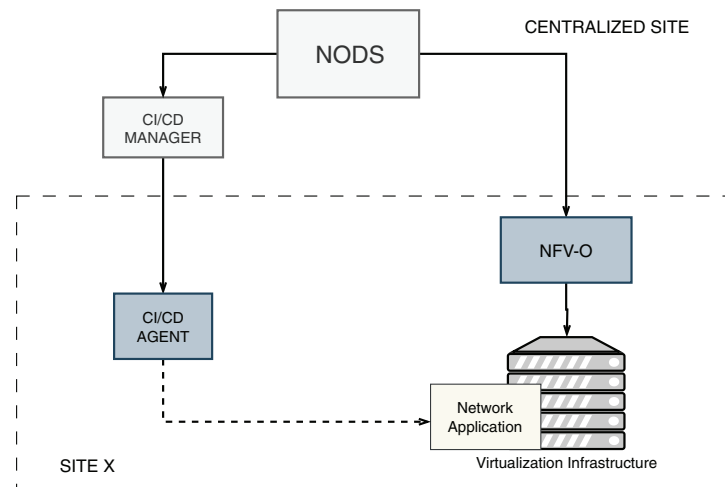 CENTRALIZED SITE
NODS
CI/CD
MANAGER
NFV-O
CI/CD
AGENT
Network
Application
Virtualization Infrastructure
SITE X